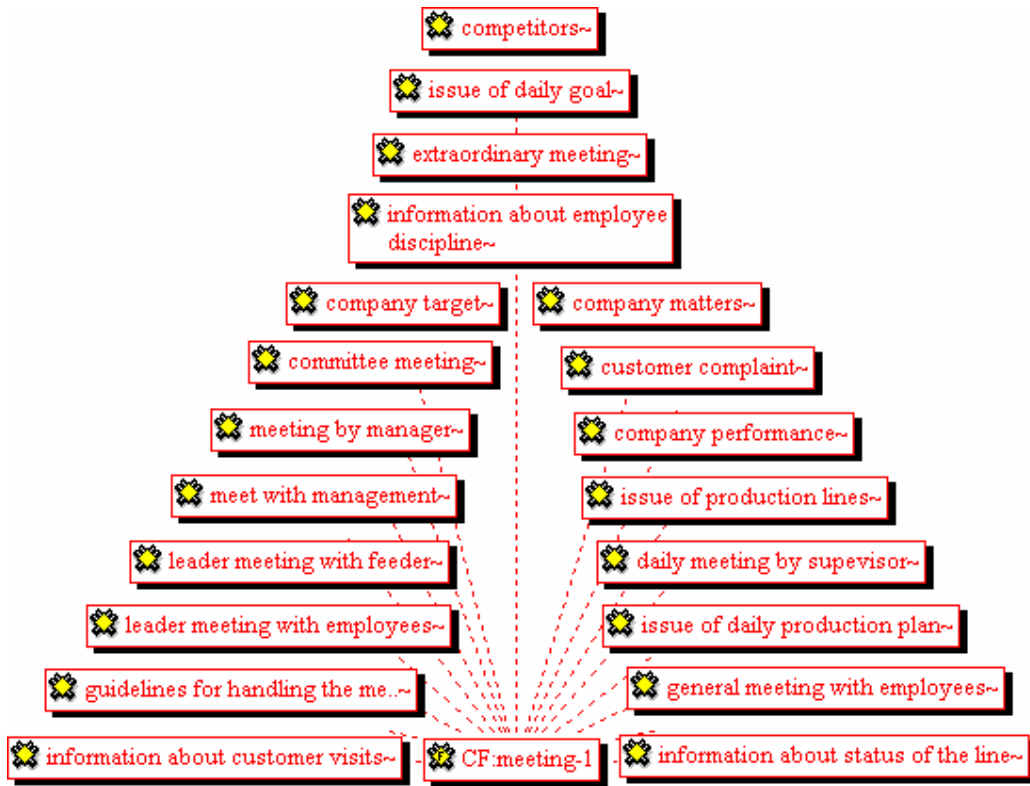 competitors~
issue of daily goal~
extraordinary meeting~
information about employee
discipline~
company target~
company matters~
committee meeting~
customer complaint~
meeting by manager~
company performance~
meet with management~
issue of production lines~
leader meeting with feeder~
daily meeting by supevisor~
leader meeting with employees~
issue of daily production plan~
guidelines for handling the me..~
general meeting with employees~
information about customer visits~
F CF:meeting-1
information about status of the line~